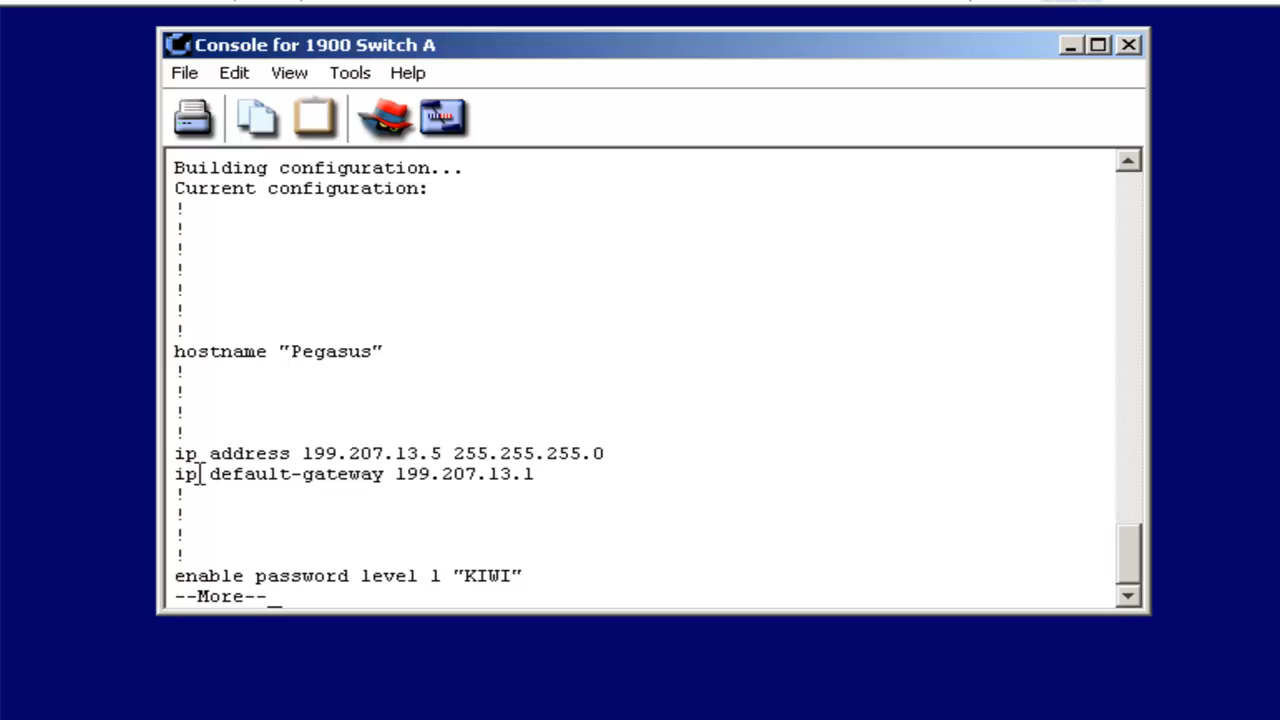 Console for 1900 Switch A
File Edit View Tools Help
Building configuration...
Current configuration:
!
!
!
!
!
!
!
hostname "Pegasus"
!
!
!
!
ip address 199.207.13.5 255.255.255.0
ip default-gateway 199.207.13.1
!
!
!
!
enable password level 1 "KIWI"
--More--_